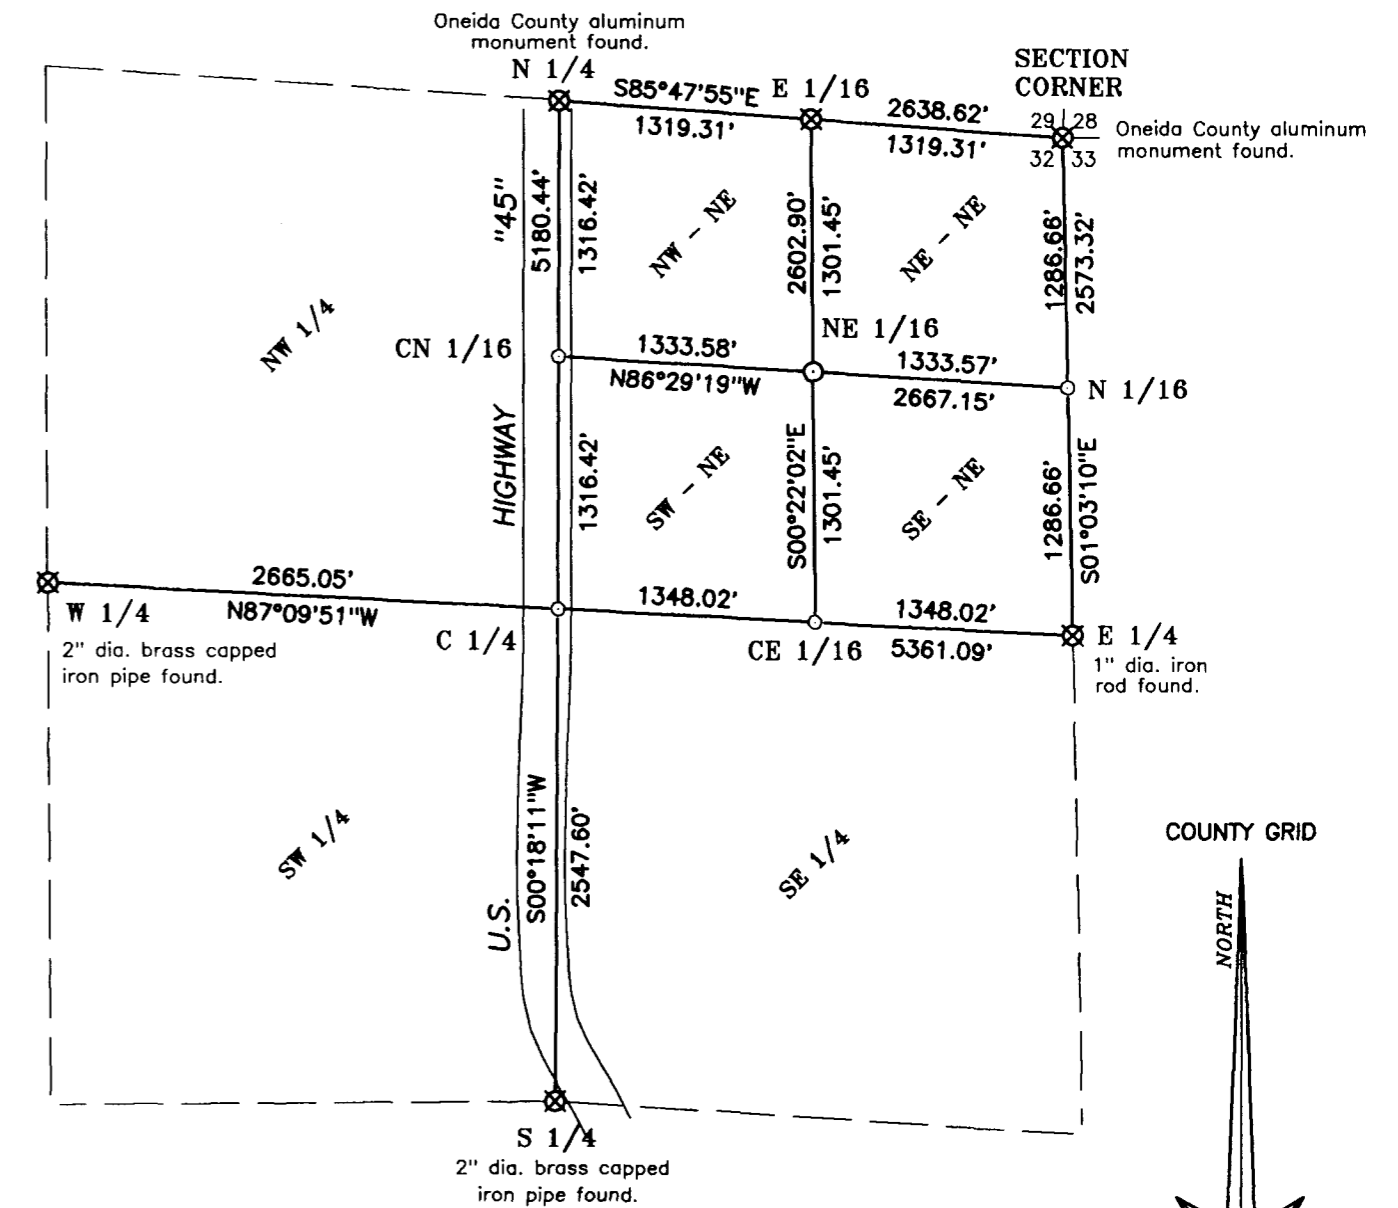 Oneida County aluminum
monument found.
N 1/4
S85°47'55"E
E 1/16
1319.31'
2638.62'
1319.31'
SECTION
CORNER
29 28
32 33
Oneida County aluminum
monument found.
"45"
5180.44'
1316.42'
NW - NE
2602.90'
1301.45'
NE - NE
1286.66'
2573.32'
NW 1/4
CN 1/16
1333.58'
N86°29'19"W
NE 1/16
1333.57'
2667.15'
N 1/16
HIGHWAY
1316.42'
SW - NE
S00°22'02"E
1301.45'
SE - NE
1286.66'
S01°03'10"E
2665.05'
N87°09'51"W
W 1/4
2" dia. brass capped
iron pipe found.
C 1/4
1348.02'
CE 1/16
1348.02'
5361.09'
E 1/4
1" dia. iron
rod found.
SW 1/4
U.S.
S00°18'11"W
2547.60'
SE 1/4
COUNTY GRID
NORTH
S 1/4
2" dia. brass capped
iron pipe found.